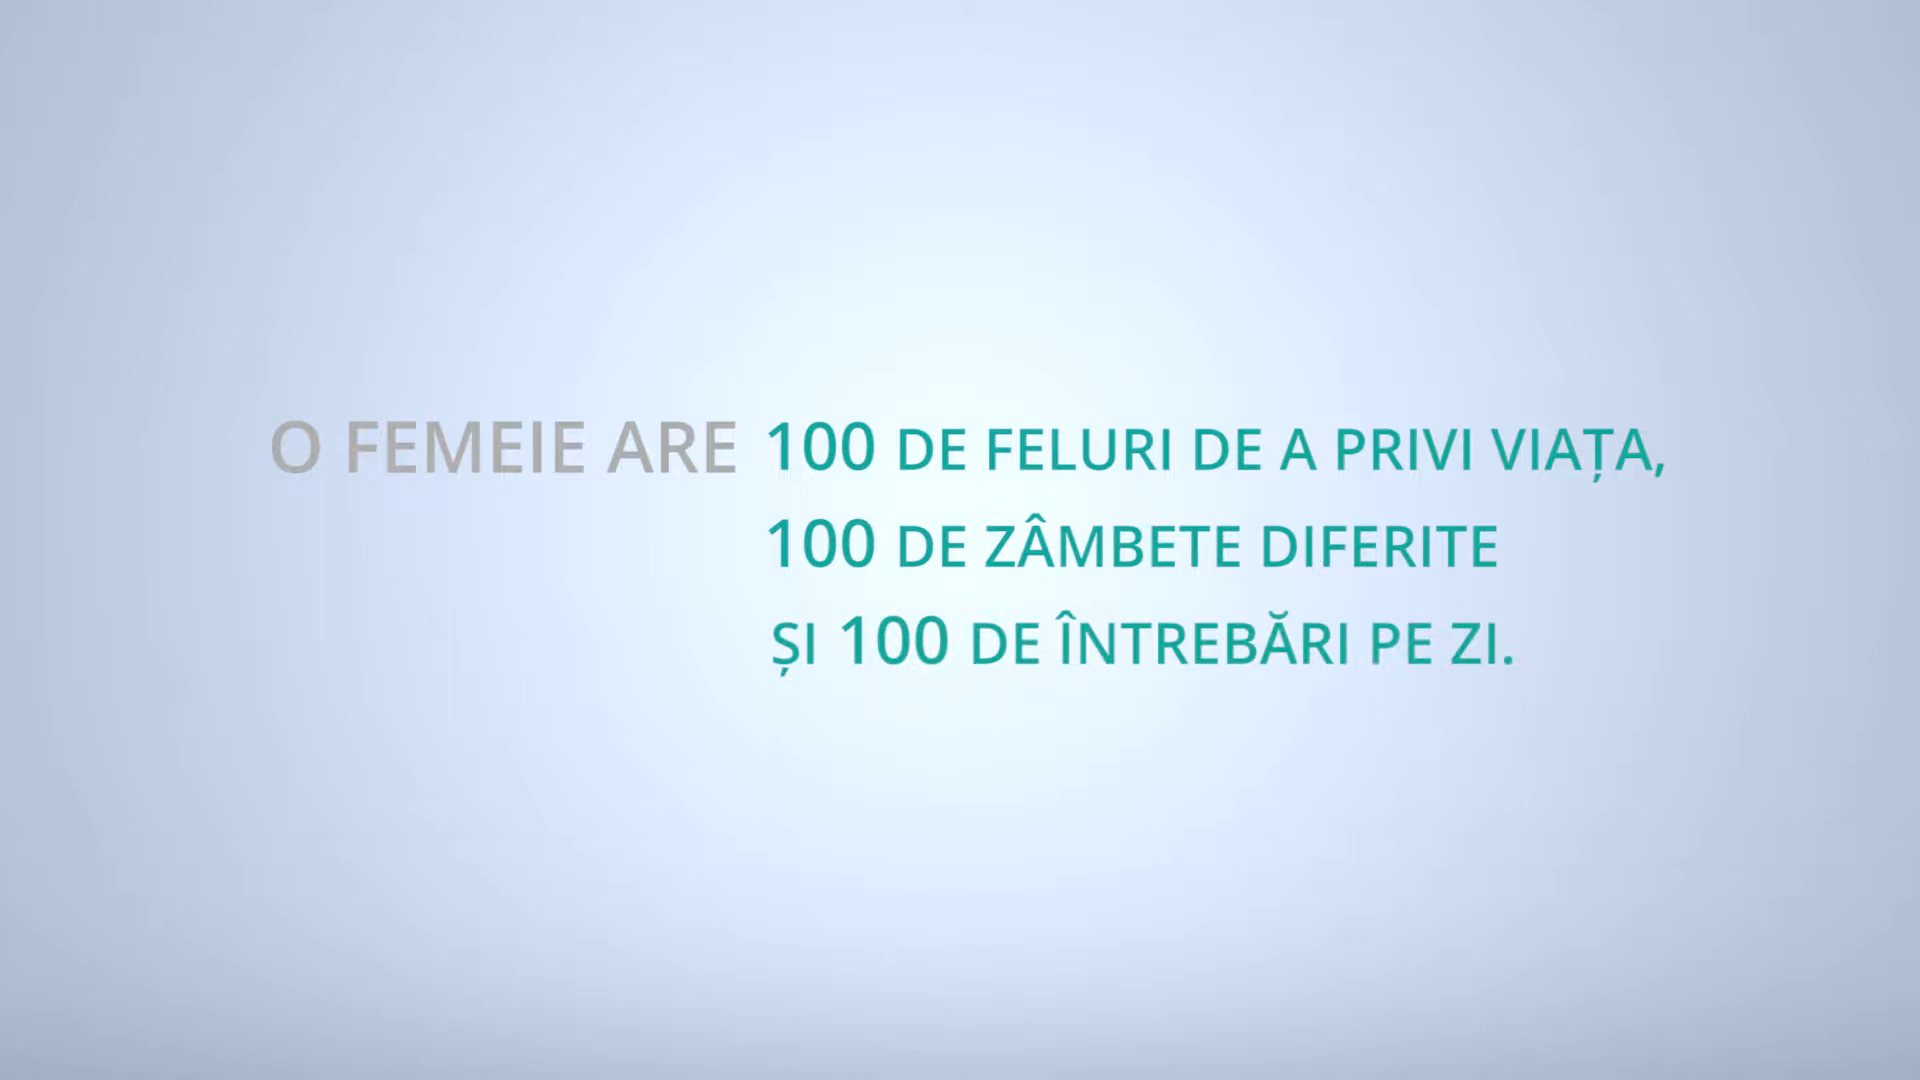 O FEMEIE ARE 100 DE FELURI DE A PRIVI VIAȚA,
100 DE ZÂMBETE DIFERITE
ȘI 100 DE ÎNTREBĂRI PE ZI.